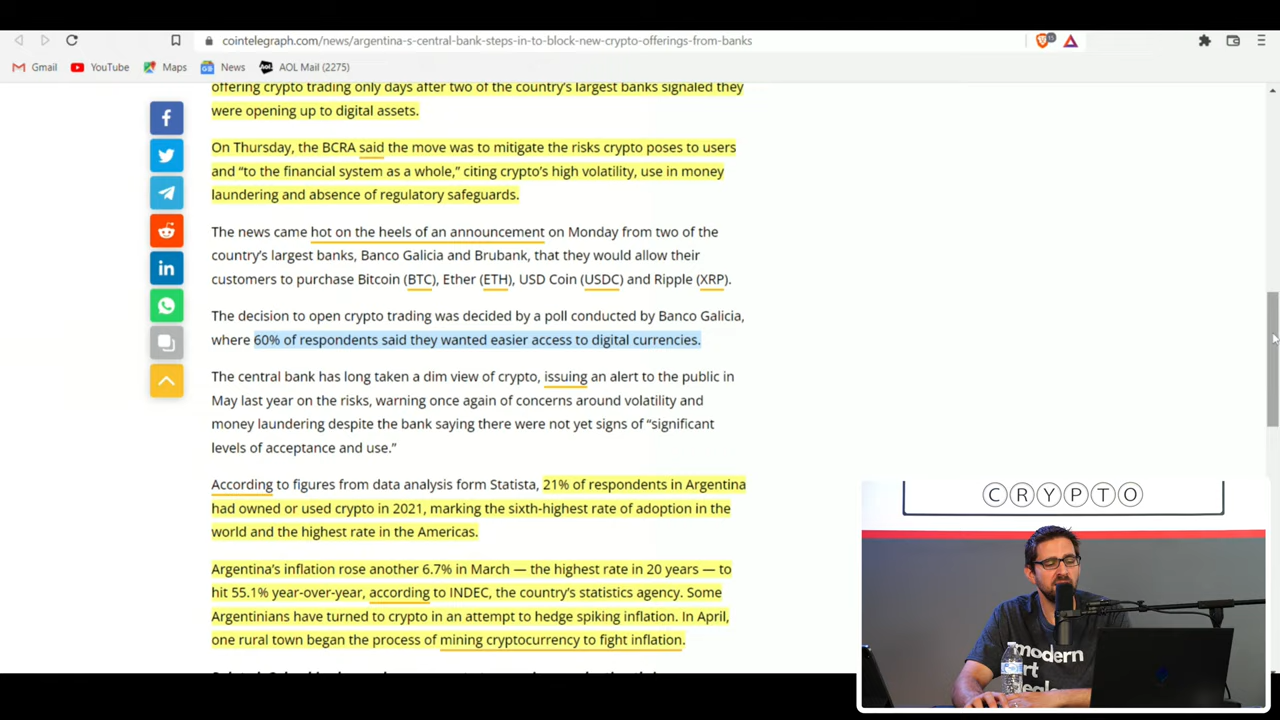 cointelegraph.com/news/argentina-s-central-bank-steps-in-to-block-new-crypto-offerings-from-banks
Gmail YouTube Maps News AOL Mail (2275)
offering crypto trading only days after two of the country's largest banks signaled they
were opening up to digital assets.
On Thursday, the BCRA said the move was to mitigate the risks crypto poses to users
and “to the financial system as a whole,” citing crypto's high volatility, use in money
laundering and absence of regulatory safeguards.
The news came hot on the heels of an announcement on Monday from two of the
country's largest banks, Banco Galicia and Brubank, that they would allow their
customers to purchase Bitcoin (BTC), Ether (ETH), USD Coin (USDC) and Ripple (XRP).
The decision to open crypto trading was decided by a poll conducted by Banco Galicia,
where 60% of respondents said they wanted easier access to digital currencies.
The central bank has long taken a dim view of crypto, issuing an alert to the public in
May last year on the risks, warning once again of concerns around volatility and
money laundering despite the bank saying there were not yet signs of “significant
levels of acceptance and use.”
According to figures from data analysis form Statista, 21% of respondents in Argentina
had owned or used crypto in 2021, marking the sixth-highest rate of adoption in the
world and the highest rate in the Americas.
Argentina's inflation rose another 6.7% in March — the highest rate in 20 years — to
hit 55.1% year-over-year, according to INDEC, the country's statistics agency. Some
Argentinians have turned to crypto in an attempt to hedge spiking inflation. In April,
one rural town began the process of mining cryptocurrency to fight inflation.
CRYPTO
modern